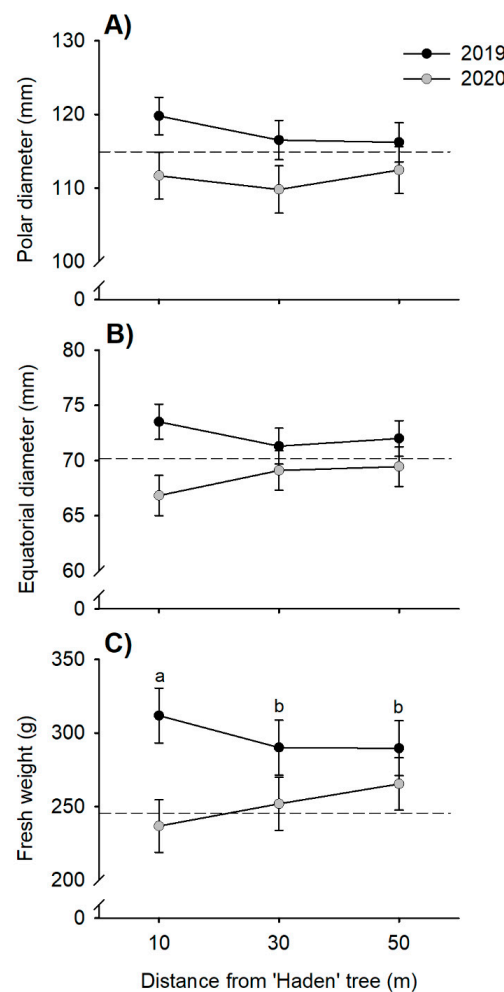 A)
2019
2020
Polar diameter (mm)
130
120
110
100
0
B)
Equatorial diameter (mm)
80
75
70
65
60
0
C)
Fresh weight (g)
350
a
b
b
300
250
200
0
10 30 50
Distance from 'Haden' tree (m)